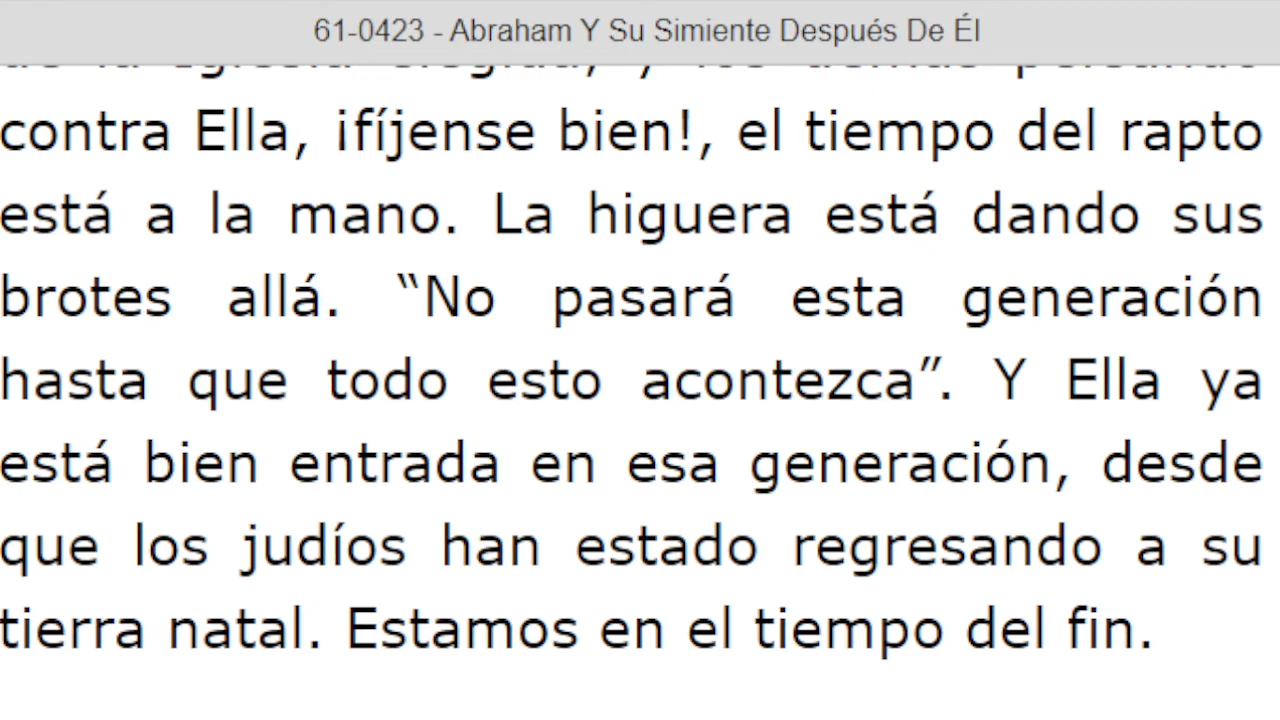 61-0423 - Abraham Y Su Simiente Después De Él
contra Ella, ¡fíjense bien!, el tiempo del rapto
está a la mano. La higuera está dando sus
brotes allá. “No pasará esta generación
hasta que todo esto acontezca”. Y Ella ya
está bien entrada en esa generación, desde
que los judíos han estado regresando a su
tierra natal. Estamos en el tiempo del fin.